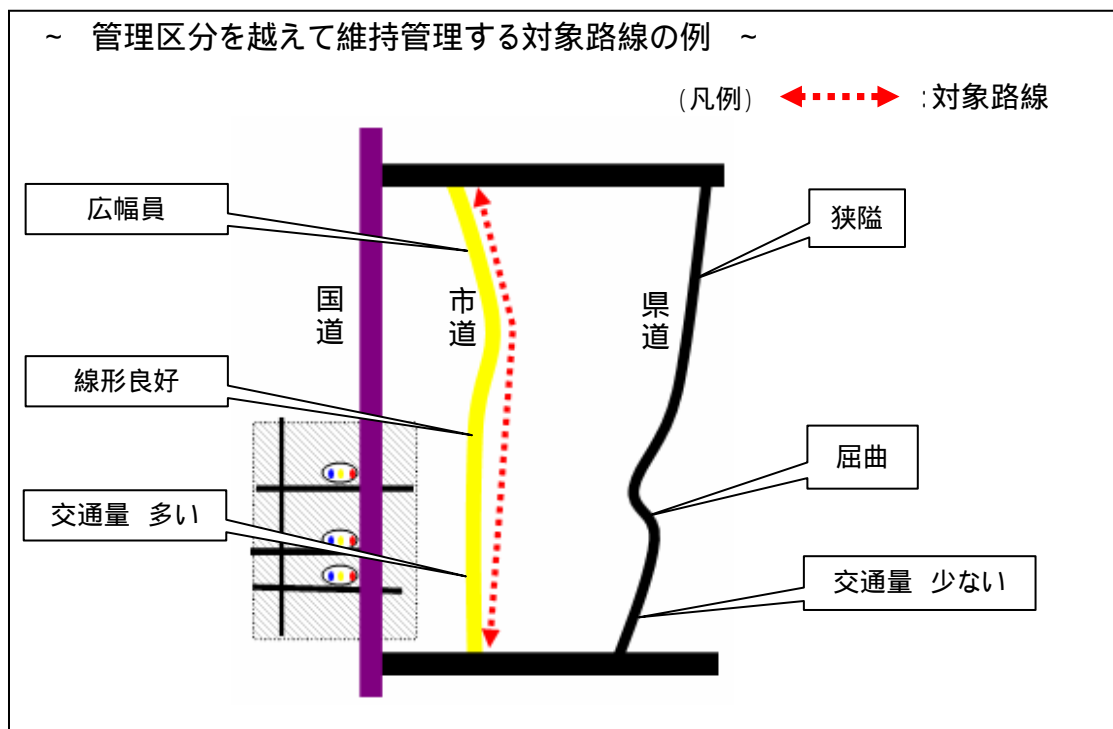 ~ 管理区分を越えて維持管理する対象路線の例 ~
(凡例) :対象路線
広幅員
狭隘
国道
市道
県道
線形良好
屈曲
交通量 多い
交通量 少ない